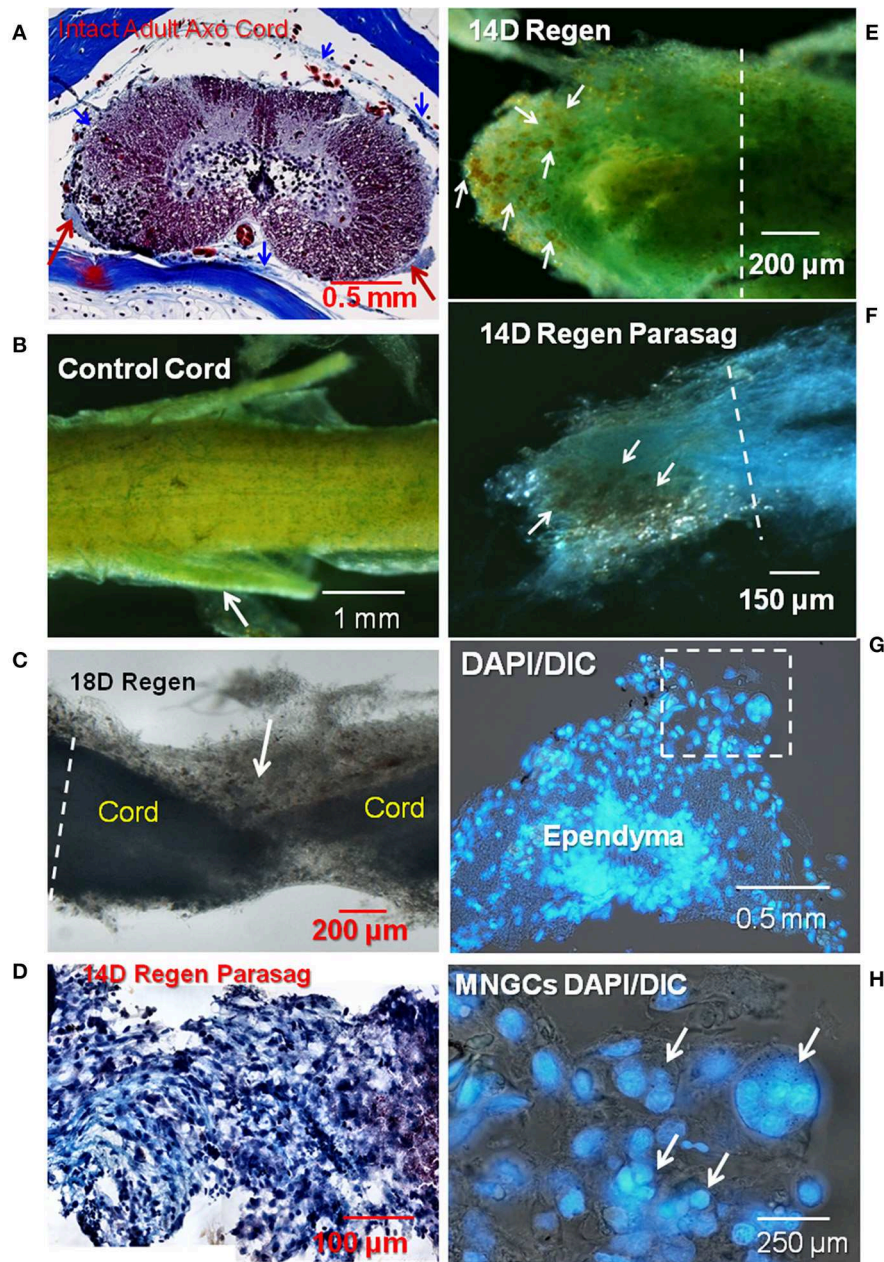 A
Intact Adult Axo Cord
0.5 mm
B
Control Cord
1 mm
C
18D Regen
Cord
Cord
200 µm
D
14D Regen Parasag
100 µm
E
14D Regen
200 µm
F
14D Regen Parasag
150 µm
G
DAPI/DIC
Ependyma
0.5 mm
H
MNGCs DAPI/DIC
250 µm